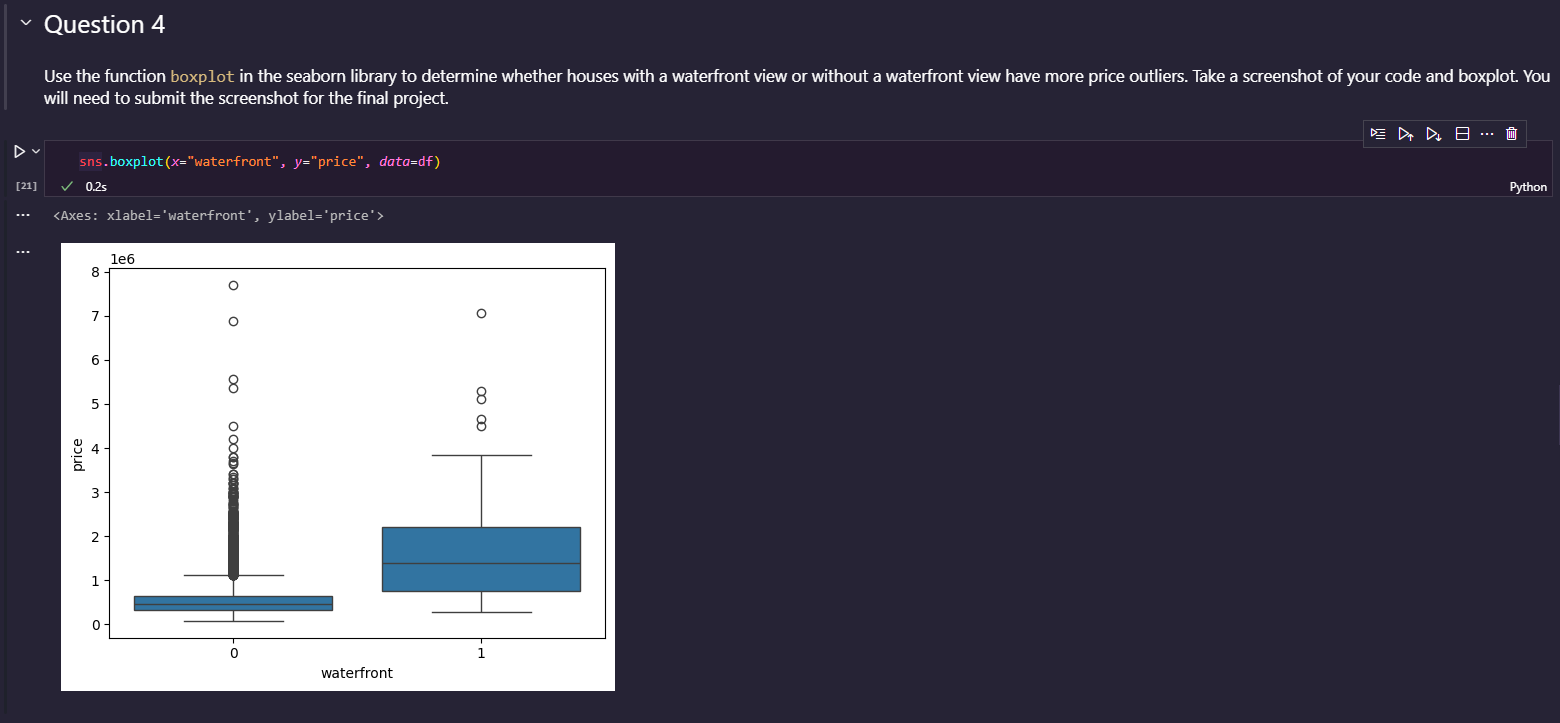 Question 4
Use the function boxplot in the seaborn library to determine whether houses with a waterfront view or without a waterfront view have more price outliers. Take a screenshot of your code and boxplot. You
will need to submit the screenshot for the final project.
sns.boxplot(x="waterfront", y="price", data=df)
[21]
0.2s
Python
<Axes: xlabel='waterfront', ylabel='price'>
1e6
8
7
6
5
4
3
2
1
0
price
0 1
waterfront